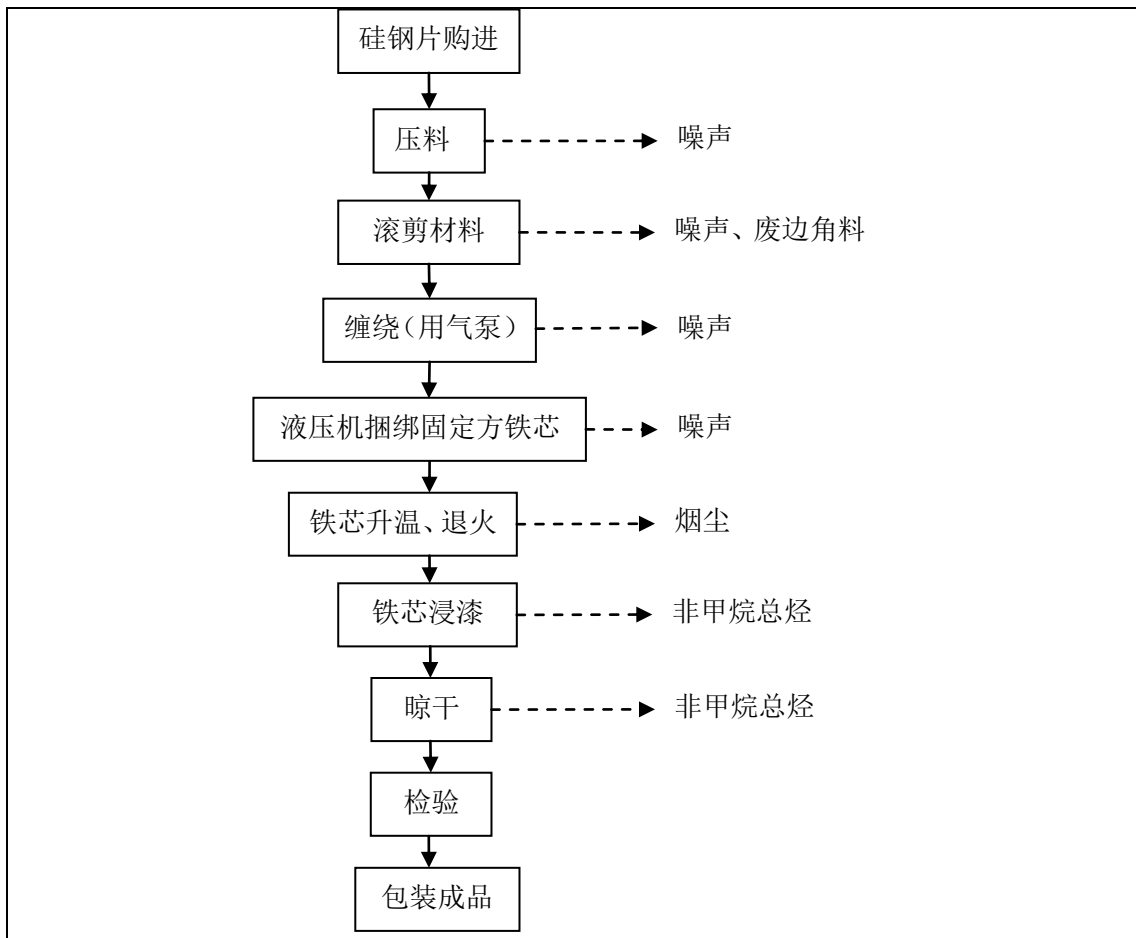 硅钢片购进
压料
噪声
滚剪材料
噪声、废边角料
缠绕(用气泵)
噪声
液压机捆绑固定方铁芯
噪声
铁芯升温、退火
烟尘
铁芯浸漆
非甲烷总烃
晾干
非甲烷总烃
检验
包装成品